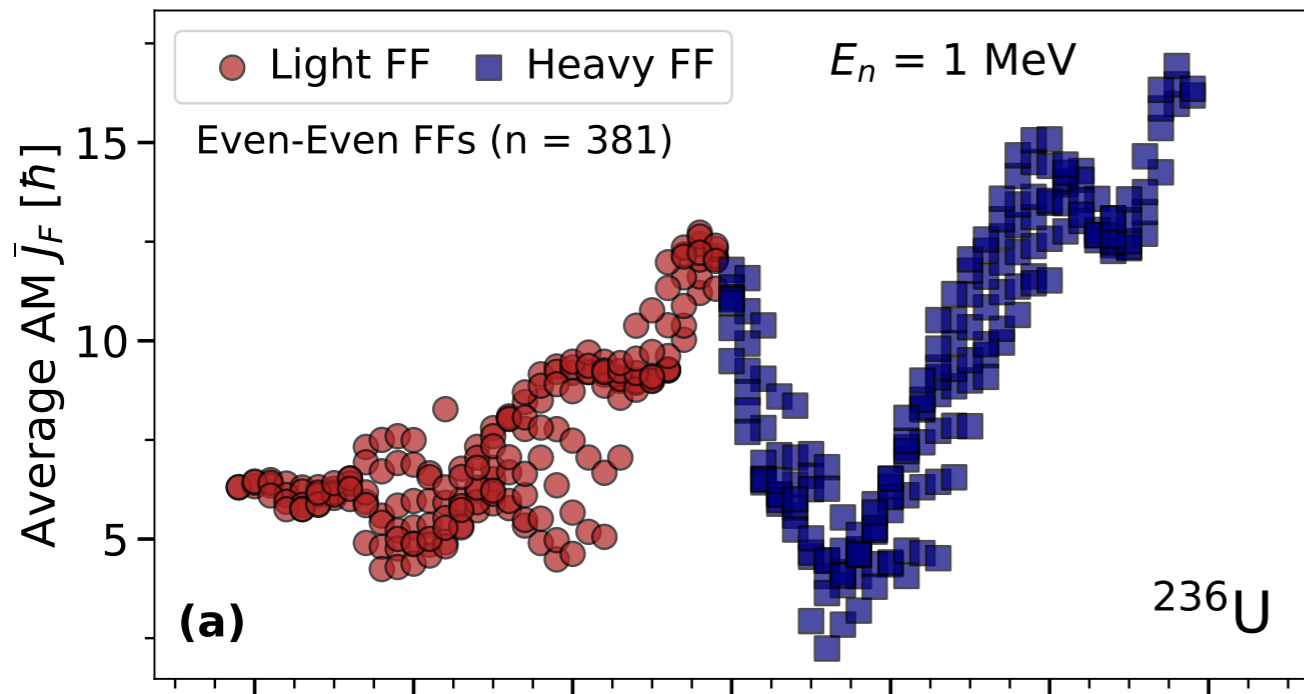 Light FF
Heavy FF
E_n = 1 MeV
Even-Even FFs (n = 381)
Average AM J̄_F [ħ]
15
10
5
(a)
²³⁶U